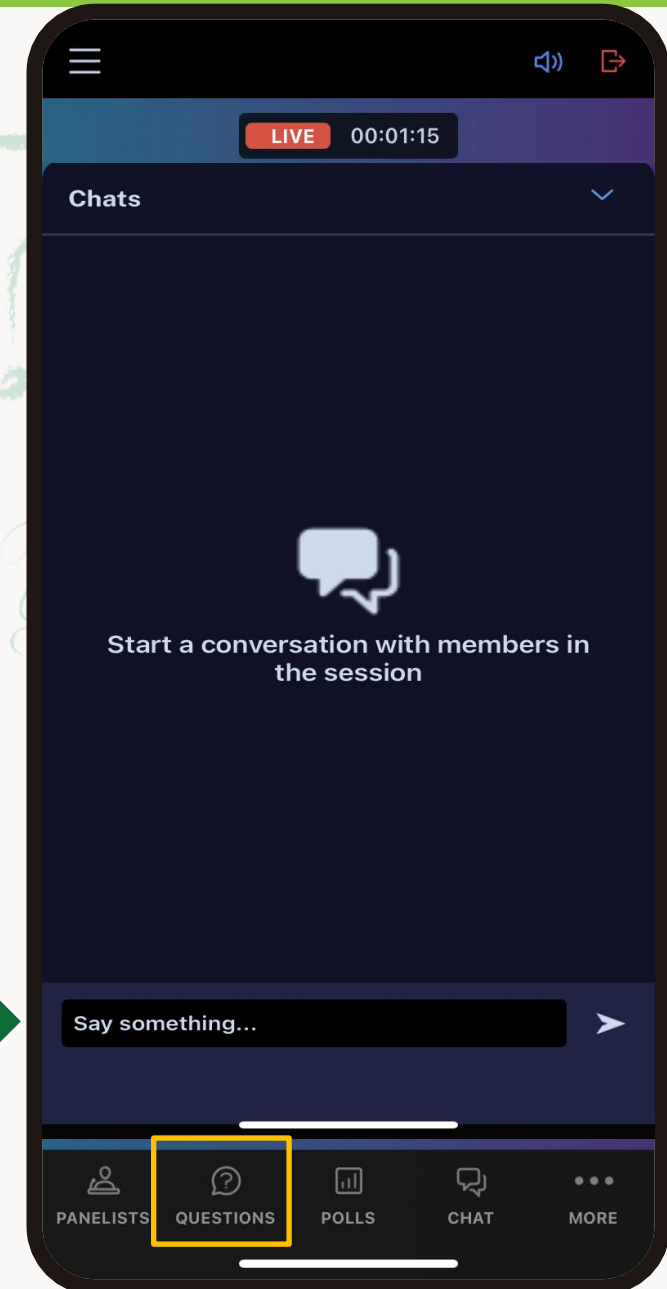 LIVE 00:01:15
Chats
Start a conversation with members in
the session
Say something...
PANELISTS QUESTIONS POLLS CHAT MORE